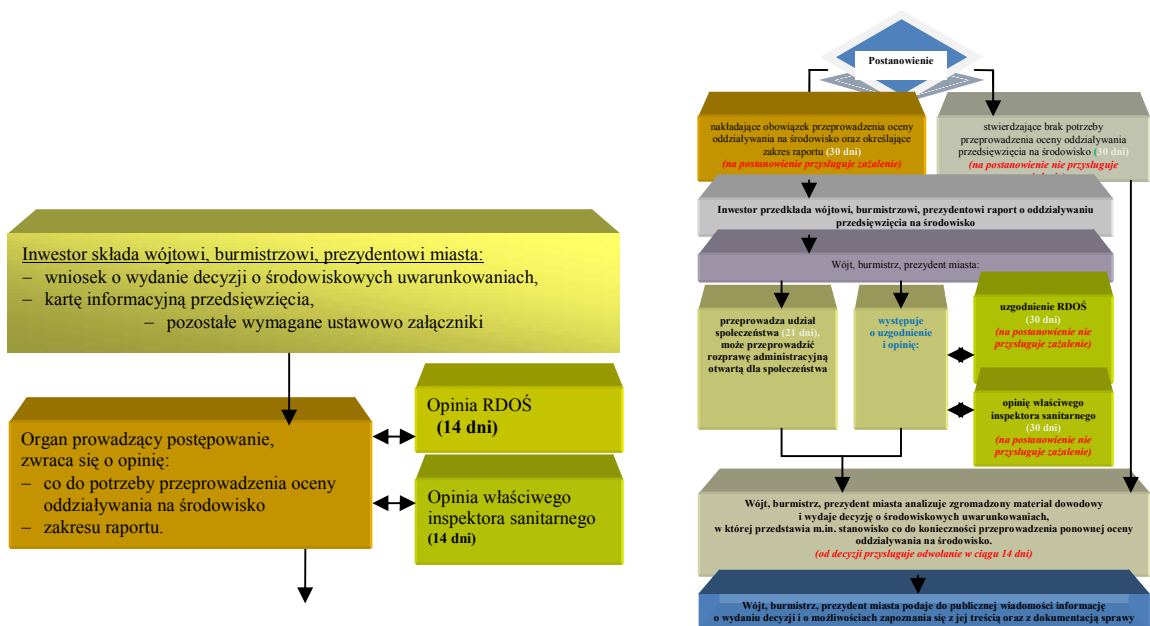 Inwestor składa wójtowi, burmistrzowi, prezydentowi miasta:
– wniosek o wydanie decyzji o środowiskowych uwarunkowaniach,
– kartę informacyjną przedsięwzięcia,
– pozostałe wymagane ustawowo załączniki
Organ prowadzący postępowanie,
zwraca się o opinię:
– co do potrzeby przeprowadzenia oceny
oddziaływania na środowisko
– zakresu raportu.
Opinia RDOŚ
(14 dni)
Opinia właściwego
inspektora sanitarnego
(14 dni)
Postanowienie
nakładające obowiązek przeprowadzenia oceny
oddziaływania na środowisko oraz określające
zakres raportu (30 dni)
(na postanowienie przysługuje zażalenie)
stwierdzające brak potrzeby
przeprowadzenia oceny oddziaływania
przedsięwzięcia na środowisko (30 dni)
(na postanowienie nie przysługuje
Inwestor przedkłada wójtowi, burmistrzowi, prezydentowi raport o oddziaływaniu
przedsięwzięcia na środowisko
Wójt, burmistrz, prezydent miasta:
przeprowadza udział
społeczeństwa (21 dni),
może przeprowadzić
rozprawę administracyjną
otwartą dla społeczeństwa
występuje
o uzgodnienie
i opinię:
uzgodnienie RDOŚ
(30 dni)
(na postanowienie nie
przysługuje zażalenie)
opinię właściwego
inspektora sanitarnego
(30 dni)
(na postanowienie nie
przysługuje zażalenie)
Wójt, burmistrz, prezydent miasta analizuje zgromadzony materiał dowodowy
i wydaje decyzję o środowiskowych uwarunkowaniach,
w której przedstawia m.in. stanowisko co do konieczności przeprowadzenia ponownej oceny
oddziaływania na środowisko.
(od decyzji przysługuje odwołanie w ciągu 14 dni)
Wójt, burmistrz, prezydent miasta podaje do publicznej wiadomości informację
o wydaniu decyzji i o możliwościach zapoznania się z jej treścią oraz z dokumentacją sprawy